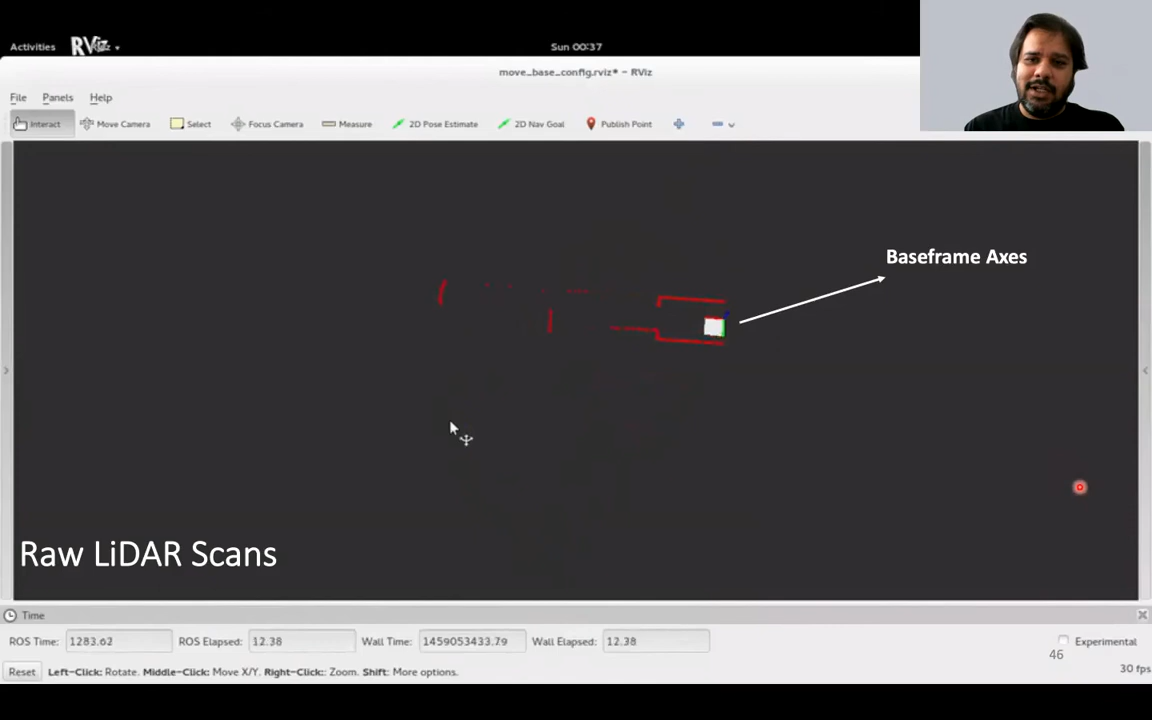 Activities RViz
Sun 00:37
move_base_config.rviz* – RViz
File Panels Help
Interact Move Camera Select Focus Camera Measure 2D Pose Estimate 2D Nav Goal Publish Point
Baseframe Axes
Raw LiDAR Scans
Time
ROS Time: 1283.62 ROS Elapsed: 12.38 Wall Time: 1459053433.79 Wall Elapsed: 12.38 Experimental
46
Reset Left-Click: Rotate. Middle-Click: Move X/Y. Right-Click: Zoom. Shift: More options. 30 fps